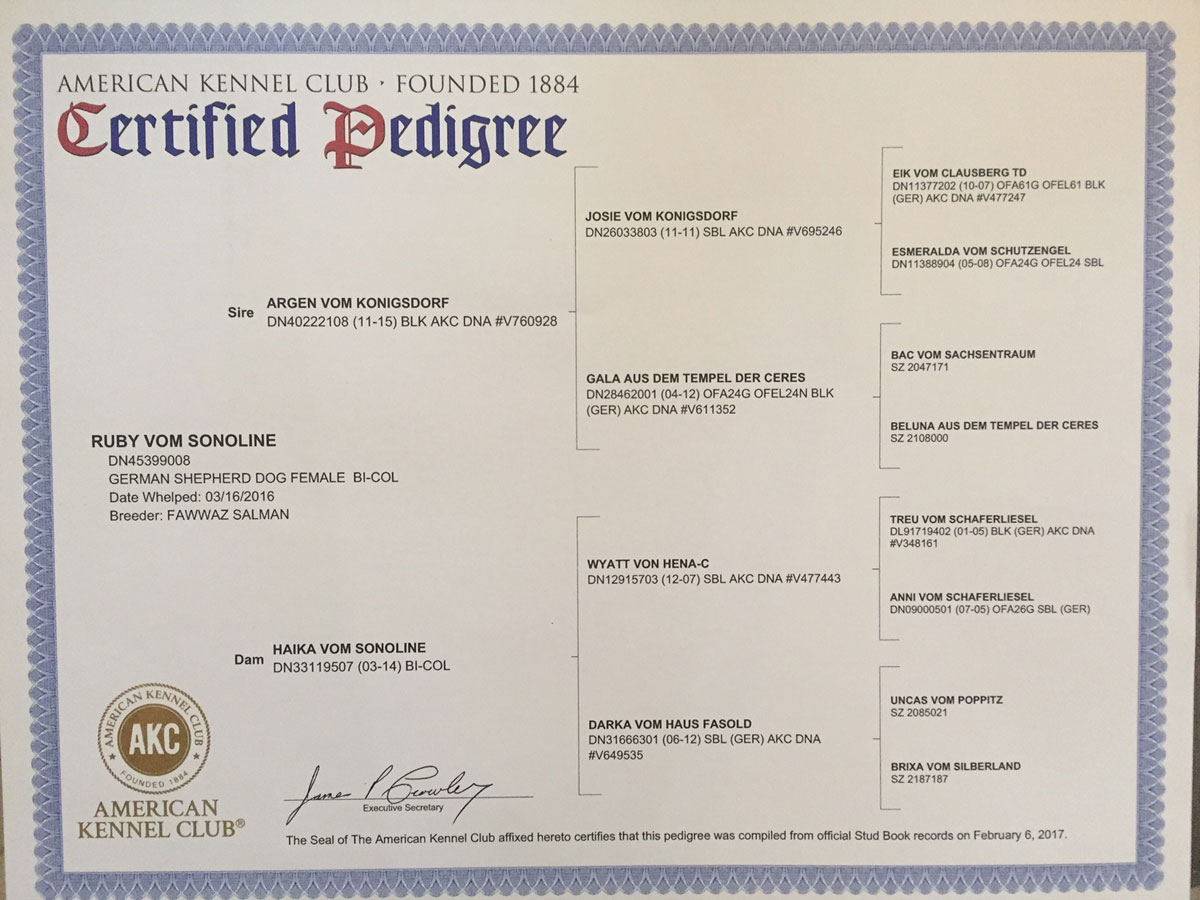 AMERICAN KENNEL CLUB · FOUNDED 1884
Certified Pedigree
RUBY VOM SONOLINE
DN45399008
GERMAN SHEPHERD DOG FEMALE BI-COL
Date Whelped: 03/16/2016
Breeder: FAWWAZ SALMAN
Sire
ARGEN VOM KONIGSDORF
DN40222108 (11-15) BLK AKC DNA #V760928
Dam
HAIKA VOM SONOLINE
DN33119507 (03-14) BI-COL
JOSIE VOM KONIGSDORF
DN26033803 (11-11) SBL AKC DNA #V695246
GALA AUS DEM TEMPEL DER CERES
DN28462001 (04-12) OFA24G OFEL24N BLK
(GER) AKC DNA #V611352
WYATT VON HENA-C
DN12915703 (12-07) SBL AKC DNA #V477443
DARKA VOM HAUS FASOLD
DN31666301 (06-12) SBL (GER) AKC DNA
#V649535
EIK VOM CLAUSBERG TD
DN11377202 (10-07) OFA61G OFEL61 BLK
(GER) AKC DNA #V477247
ESMERALDA VOM SCHUTZENGEL
DN11388904 (05-08) OFA24G OFEL24 SBL
BAC VOM SACHSENTRAUM
SZ 2047171
BELUNA AUS DEM TEMPEL DER CERES
SZ 2108000
TREU VOM SCHAFERLIESEL
DL91719402 (01-05) BLK (GER) AKC DNA
#V348161
ANNI VOM SCHAFERLIESEL
DN09000501 (07-05) OFA26G SBL (GER)
UNCAS VOM POPPITZ
SZ 2085021
BRIXA VOM SILBERLAND
SZ 2187187
AMERICAN KENNEL CLUB
AKC
FOUNDED 1884
AMERICAN
KENNEL CLUB®
James P Crowley
Executive Secretary
The Seal of The American Kennel Club affixed hereto certifies that this pedigree was compiled from official Stud Book records on February 6, 2017.